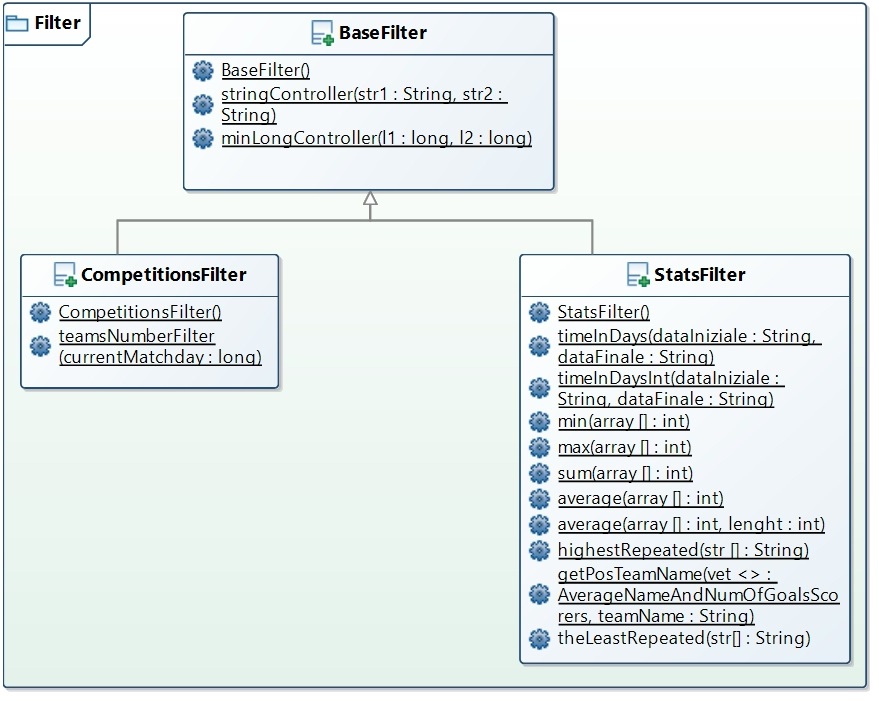 Filter
BaseFilter
BaseFilter()
stringController(str1 : String, str2 :
String)
minLongController(l1 : long, l2 : long)
CompetitionsFilter
CompetitionsFilter()
teamsNumberFilter
(currentMatchday : long)
StatsFilter
StatsFilter()
timeInDays(dataIniziale : String,
dataFinale : String)
timeInDaysInt(dataIniziale :
String, dataFinale : String)
min(array [] : int)
max(array [] : int)
sum(array [] : int)
average(array [] : int)
average(array [] : int, lenght : int)
highestRepeated(str [] : String)
getPosTeamName(vet <> :
AverageNameAndNumOfGoalsSco
rers, teamName : String)
theLeastRepeated(str[] : String)